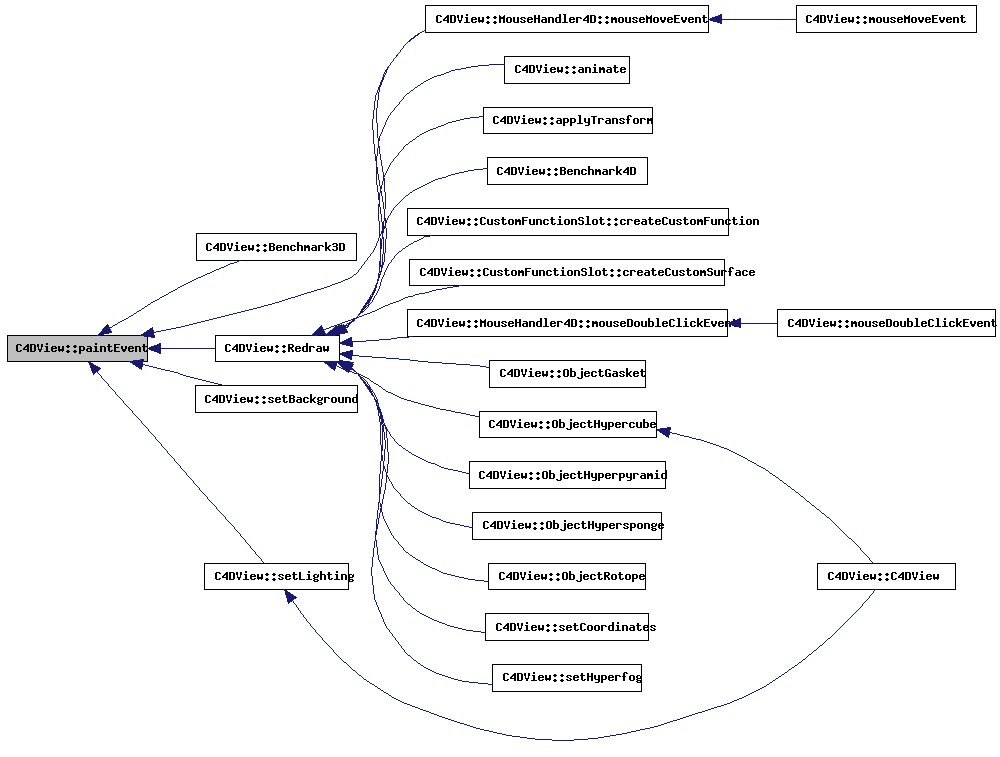 C4DView::MouseHandler4D::mouseMoveEvent
C4DView::mouseMoveEvent
C4DView::animate
C4DView::applyTransform
C4DView::Benchmark4D
C4DView::CustomFunctionSlot::createCustomFunction
C4DView::Benchmark3D
C4DView::CustomFunctionSlot::createCustomSurface
C4DView::MouseHandler4D::mouseDoubleClickEvent
C4DView::mouseDoubleClickEvent
C4DView::paintEvent
C4DView::Redraw
C4DView::ObjectGasket
C4DView::setBackground
C4DView::ObjectHypercube
C4DView::ObjectHyperpyramid
C4DView::ObjectHypersponge
C4DView::setLighting
C4DView::ObjectRotope
C4DView::C4DView
C4DView::setCoordinates
C4DView::setHyperfog